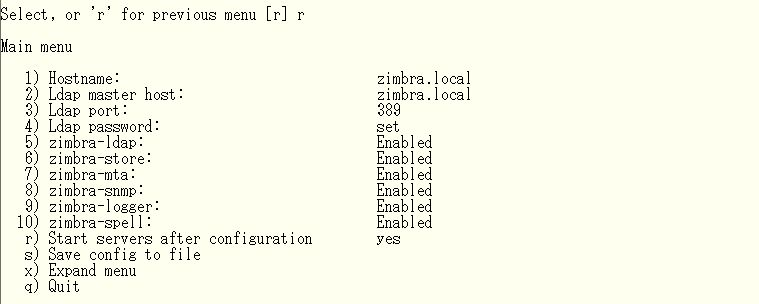 Select, or 'r' for previous menu [r] r
Main menu
1) Hostname: zimbra.local
2) Ldap master host: zimbra.local
3) Ldap port: 389
4) Ldap password: set
5) zimbra-ldap: Enabled
6) zimbra-store: Enabled
7) zimbra-mta: Enabled
8) zimbra-snmp: Enabled
9) zimbra-logger: Enabled
10) zimbra-spell: Enabled
r) Start servers after configuration yes
s) Save config to file
x) Expand menu
q) Quit